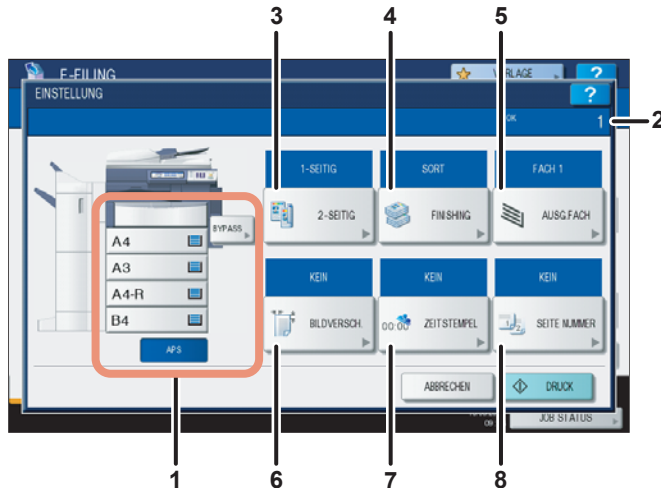 3 4 5
E-FILING VORLAGE ?
EINSTELLUNG ?
1 2
1-SEITIG SORT FACH 1
2-SEITIG FINISHING AUSG.FACH
BYPASS
A4
A3
A4-R
B4
APS
KEIN KEIN KEIN
BILDVERSCH. 00:00 ZEITSTEMPEL SEITE NUMMER
ABBRECHEN DRUCK
JOB STATUS
1 6 7 8